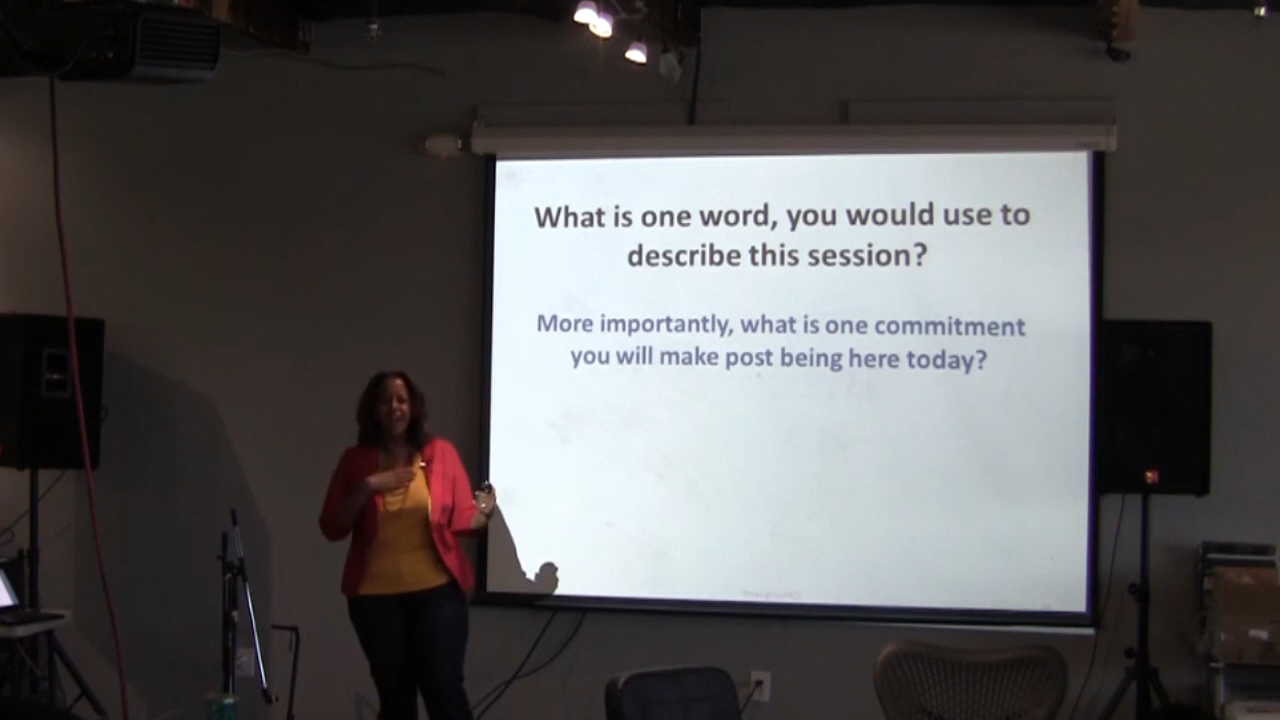 What is one word, you would use to
describe this session?
More importantly, what is one commitment
you will make post being here today?